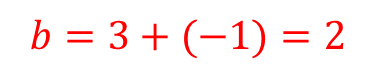 b = 3 + (−1) = 2